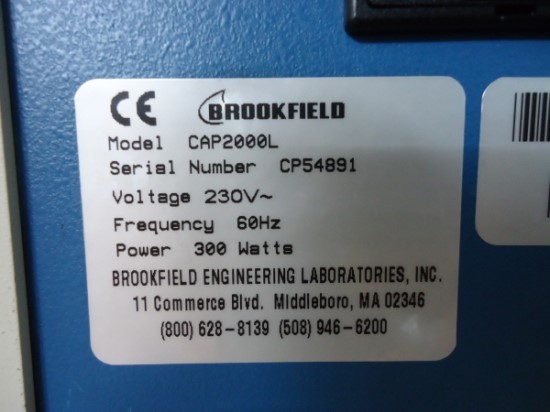 CE BROOKFIELD
Model CAP2000L
Serial Number CP54891
Voltage 230V~
Frequency 60Hz
Power 300 Watts
BROOKFIELD ENGINEERING LABORATORIES, INC.
11 Commerce Blvd. Middleboro, MA 02346
(800) 628-8139 (508) 946-6200